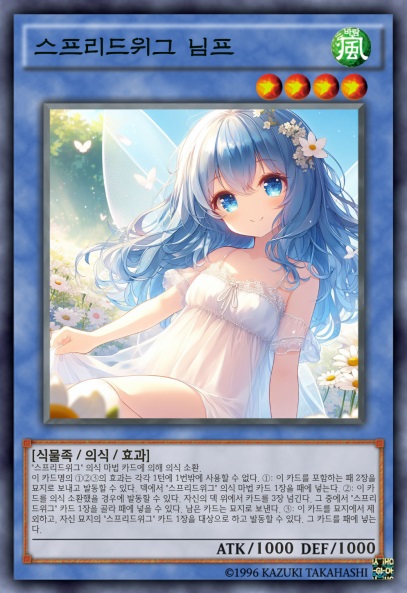 스프리드위그 님프
바람
風
[식물족 / 의식 / 효과]
"스프리드위그" 의식 마법 카드에 의해 의식 소환.
이 카드명의 ①②③의 효과는 각각 1턴에 1번밖에 사용할 수 없다. ①: 이 카드를 포함하는 패 2장을
묘지로 보내고 발동할 수 있다. 덱에서 "스프리드위그" 의식 마법 카드 1장을 패에 넣는다. ②: 이 카
드를 의식 소환했을 경우에 발동할 수 있다. 자신의 덱 위에서 카드를 3장 넘긴다. 그 중에서 "스프리
드위그" 카드 1장을 골라 패에 넣을 수 있다. 남은 카드는 묘지로 보낸다. ③: 이 카드를 묘지에서 제
외하고, 자신 묘지의 "스프리드위그" 카드 1장을 대상으로 하고 발동할 수 있다. 그 카드를 패에 넣는
다.
ATK/1000 DEF/1000
©1996 KAZUKI TAKAHASHI